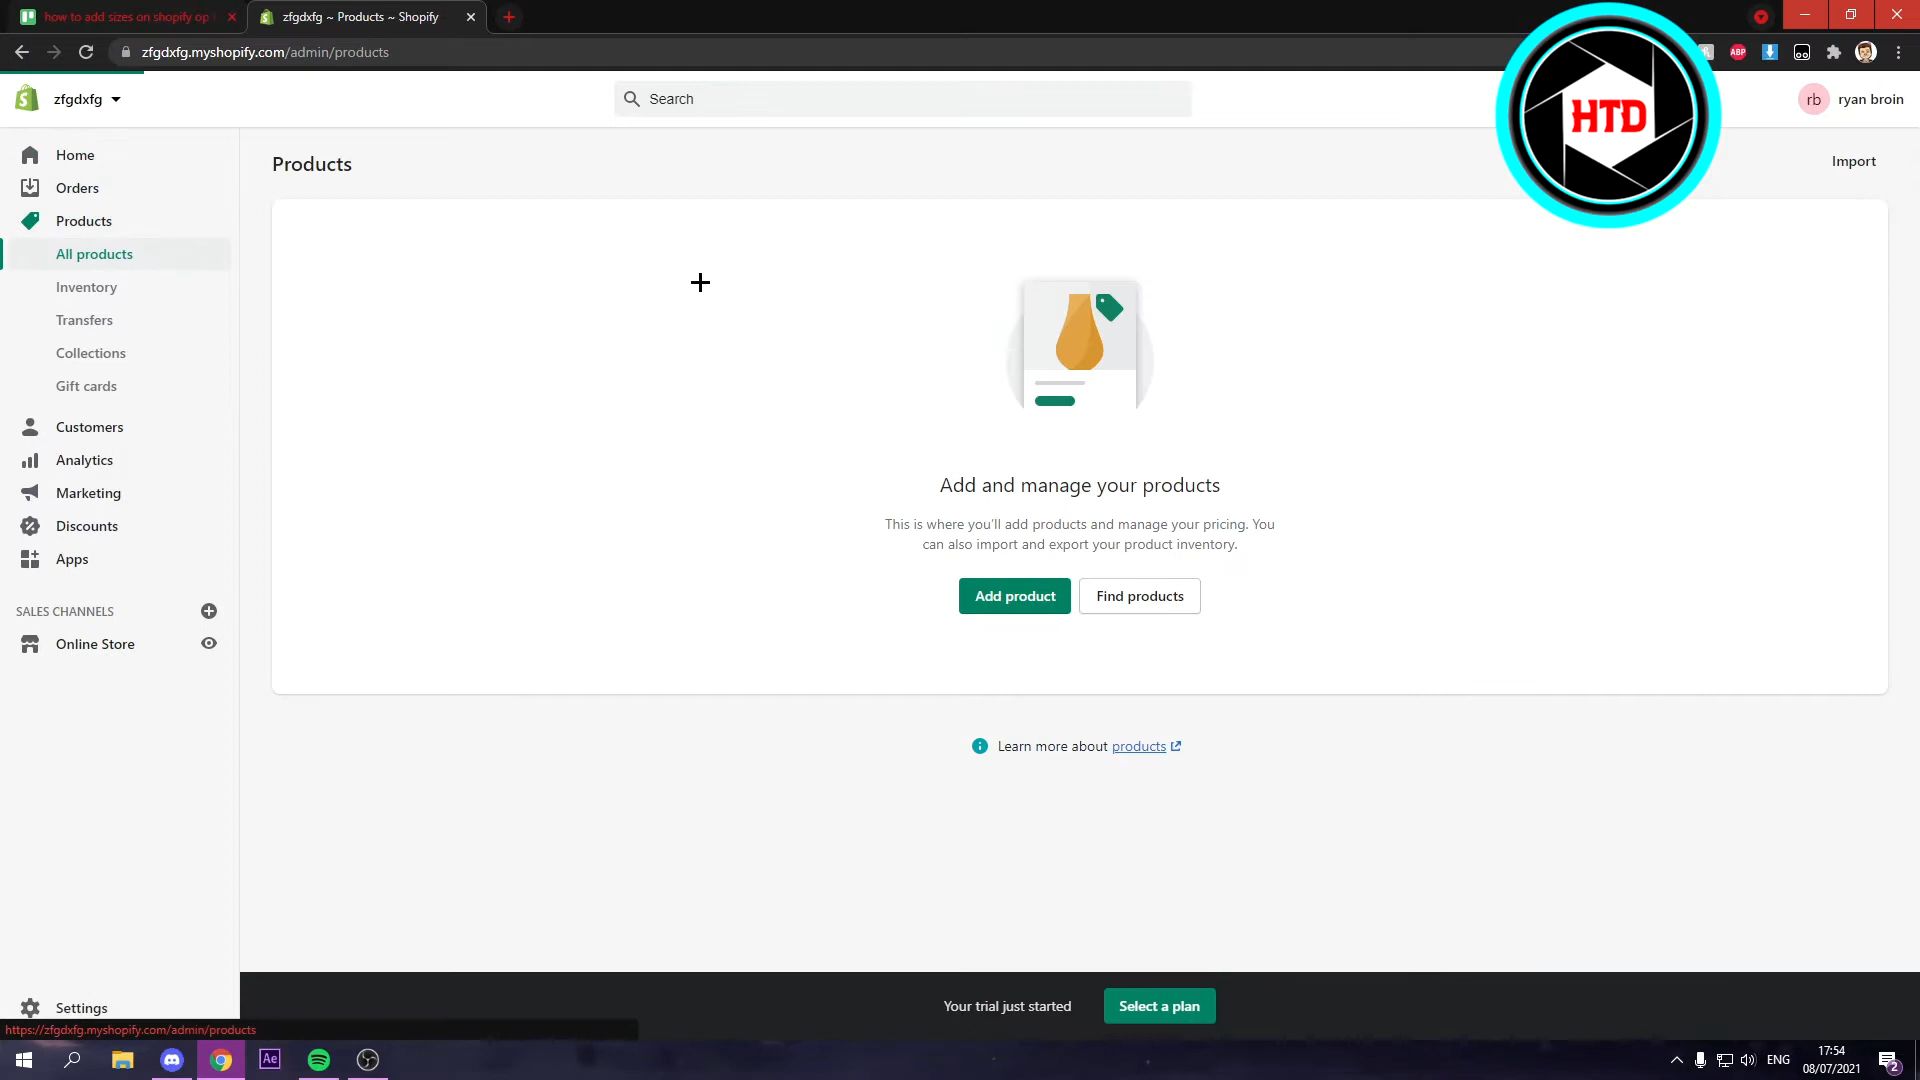 how to add sizes on shopify op
zfgdxfg ~ Products ~ Shopify
zfgdxfg.myshopify.com/admin/products
ABP
zfgdxfg
Search
HTD
rb
ryan broin
Home
Orders
Products
All products
Inventory
Transfers
Collections
Gift cards
Customers
Analytics
Marketing
Discounts
Apps
SALES CHANNELS
Online Store
Settings
Products
Import
Add and manage your products
This is where you'll add products and manage your pricing. You
can also import and export your product inventory.
Add product
Find products
Learn more about products
Your trial just started
Select a plan
https://zfgdxfg.myshopify.com/admin/products
Ae
ENG
17:54
08/07/2021
2